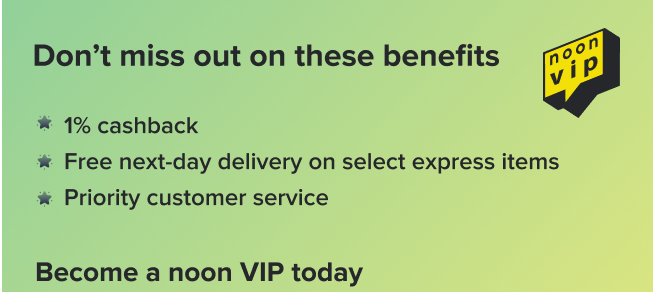 Don't miss out on these benefits
noon
vip
1% cashback
Free next-day delivery on select express items
Priority customer service
Become a noon VIP today